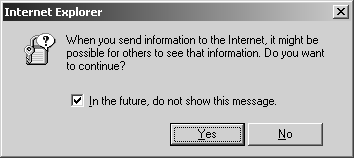 Internet Explorer
When you send information to the Internet, it might be
possible for others to see that information. Do you want
to continue?
In the future, do not show this message.
Yes No